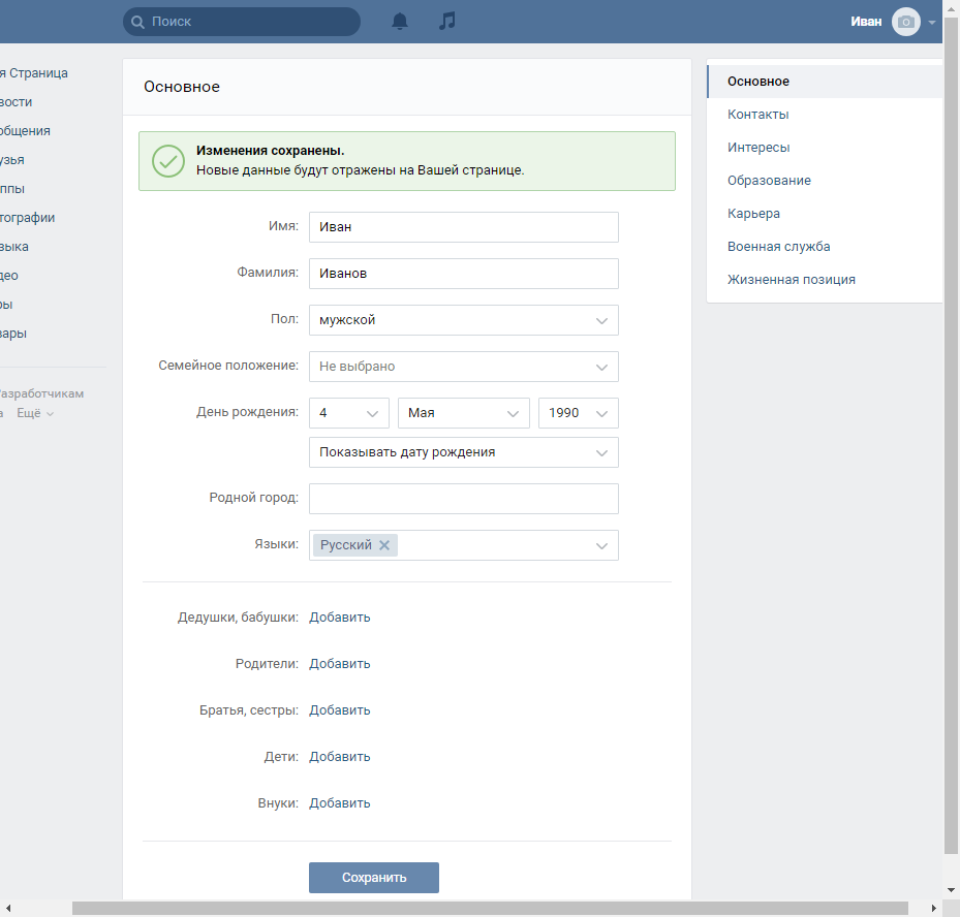 Поиск
Иван
я Страница
вости
общения
узья
ппы
тографии
зыка
део
ры
вары
Разработчикам
а Ещё
Основное
Изменения сохранены.
Новые данные будут отражены на Вашей странице.
Имя: Иван
Фамилия: Иванов
Пол: мужской
Семейное положение: Не выбрано
День рождения: 4 Мая 1990
Показывать дату рождения
Родной город:
Языки: Русский
Дедушки, бабушки: Добавить
Родители: Добавить
Братья, сестры: Добавить
Дети: Добавить
Внуки: Добавить
Сохранить
Основное
Контакты
Интересы
Образование
Карьера
Военная служба
Жизненная позиция